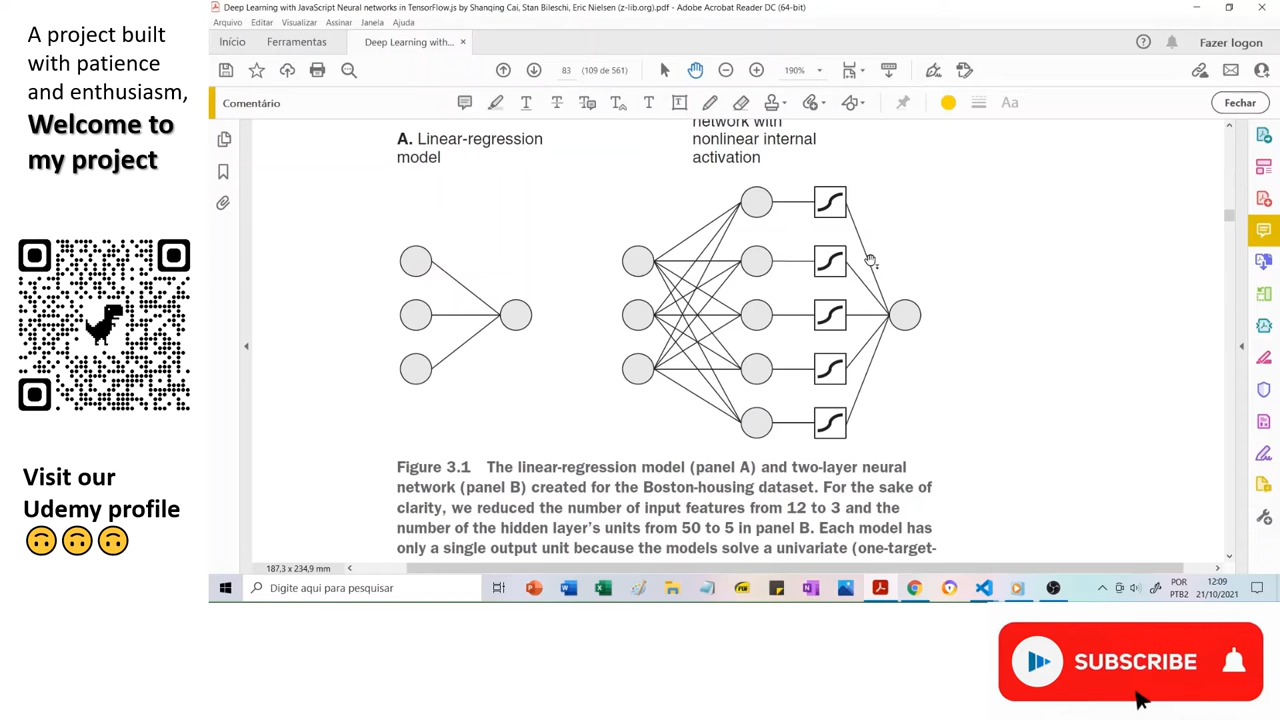 A project built
with patience
and enthusiasm,
Welcome to
my project
Visit our
Udemy profile
Deep Learning with JavaScript Neural networks in TensorFlow.js by Shanqing Cai, Stan Bileschi, Eric Nielsen (z-lib.org).pdf - Adobe Acrobat Reader DC (64-bit)
Arquivo Editar Visualizar Assinar Janela Ajuda
Início Ferramentas Deep Learning with... × Fazer logon
83 (109 de 561) 190%
Comentário Aa Fechar
network with
A. Linear-regression nonlinear internal
model activation
Figure 3.1 The linear-regression model (panel A) and two-layer neural
network (panel B) created for the Boston-housing dataset. For the sake of
clarity, we reduced the number of input features from 12 to 3 and the
number of the hidden layer's units from 50 to 5 in panel B. Each model has
only a single output unit because the models solve a univariate (one-target-
187,3 x 234,9 mm
Digite aqui para pesquisar
POR 12:09
PTB2 21/10/2021
SUBSCRIBE